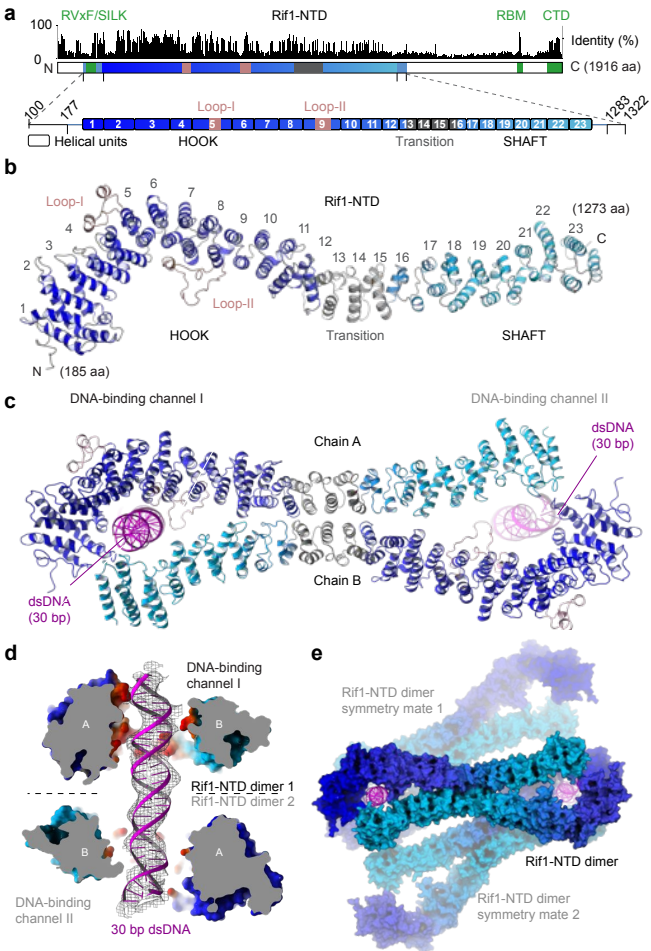 a
RVxF/SILK
Rif1-NTD
RBM
CTD
100
0
Identity (%)
N
C (1916 aa)
100
177
1283
1322
Loop-I
Loop-II
1 2 3 4 5 6 7 8 9 10 11 12 13 14 15 16 17 18 19 20 21 22 23
Helical units
HOOK
Transition
SHAFT
b
Rif1-NTD
Loop-I
1 2 3 4 5 6 7 8 9 10 11 12 13 14 15 16 17 18 19 20 21 22 23
(1273 aa)
C
Loop-II
HOOK
Transition
SHAFT
N
(185 aa)
c
DNA-binding channel I
DNA-binding channel II
Chain A
dsDNA
(30 bp)
Chain B
dsDNA
(30 bp)
d
DNA-binding
channel I
A
B
Rif1-NTD dimer 1
Rif1-NTD dimer 2
B
A
DNA-binding
channel II
30 bp dsDNA
e
Rif1-NTD dimer
symmetry mate 1
Rif1-NTD dimer
Rif1-NTD dimer
symmetry mate 2